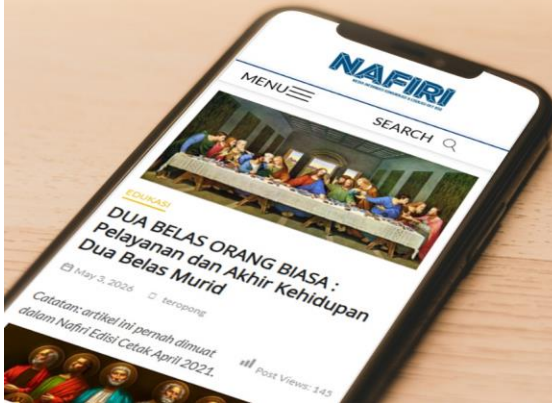 NAFIRI
MENU
SEARCH
EDUKASI
DUA BELAS ORANG BIASA :
Pelayanan dan Akhir Kehidupan
Dua Belas Murid
May 3, 2026 teropong
Catatan: artikel ini pernah dimuat
dalam Nafiri Edisi Cetak April 2021.
Post Views: 145